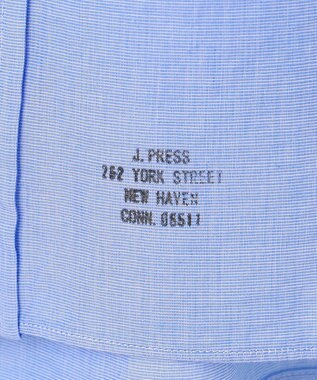 J. PRESS
262 YORK STREET
NEW HAVEN
CONN. 06511